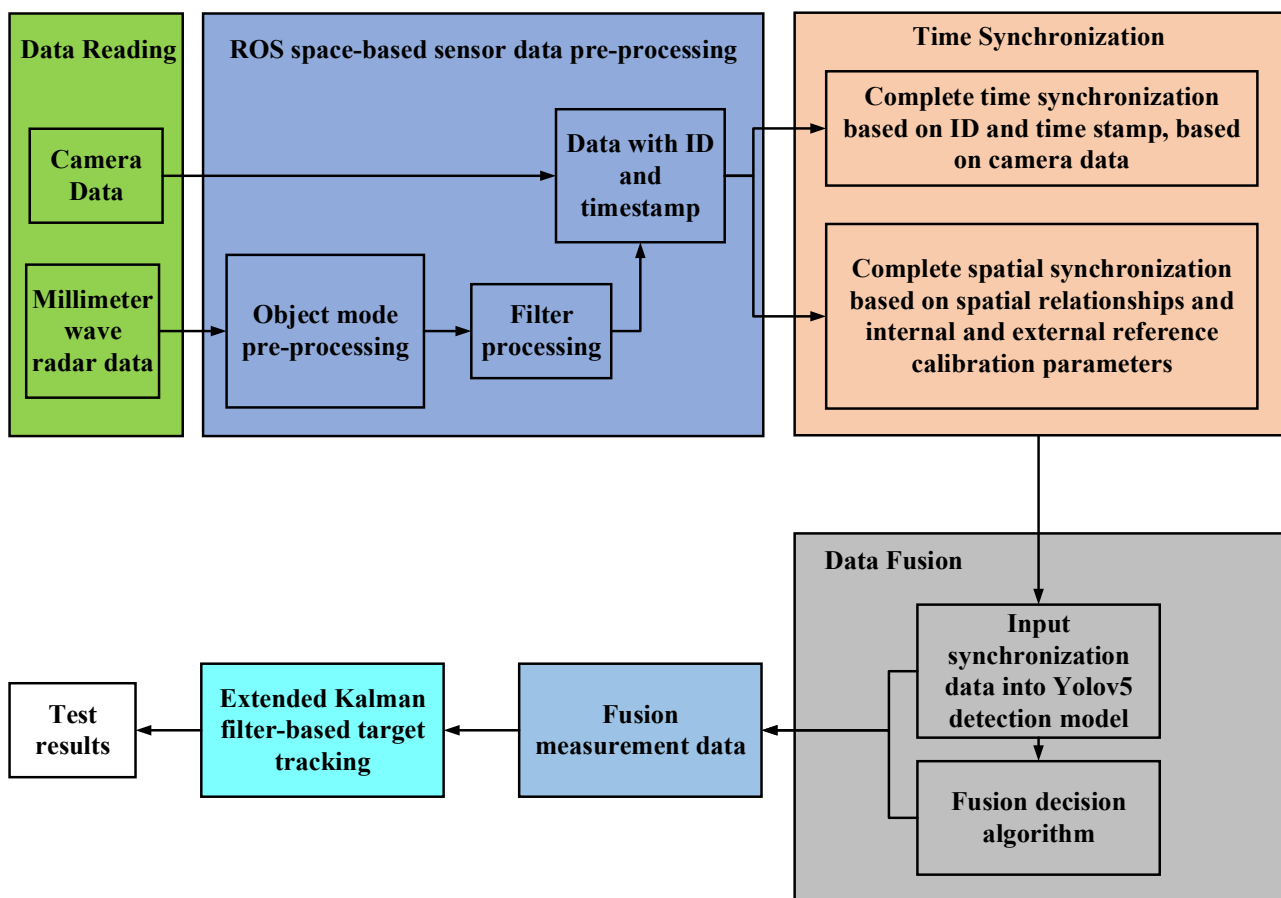 Data Reading
Camera
Data
Millimeter
wave
radar data
ROS space-based sensor data pre-processing
Data with ID
and
timestamp
Object mode
pre-processing
Filter
processing
Time Synchronization
Complete time synchronization
based on ID and time stamp, based
on camera data
Complete spatial synchronization
based on spatial relationships and
internal and external reference
calibration parameters
Data Fusion
Input
synchronization
data into Yolov5
detection model
Fusion decision
algorithm
Fusion
measurement data
Extended Kalman
filter-based target
tracking
Test
results